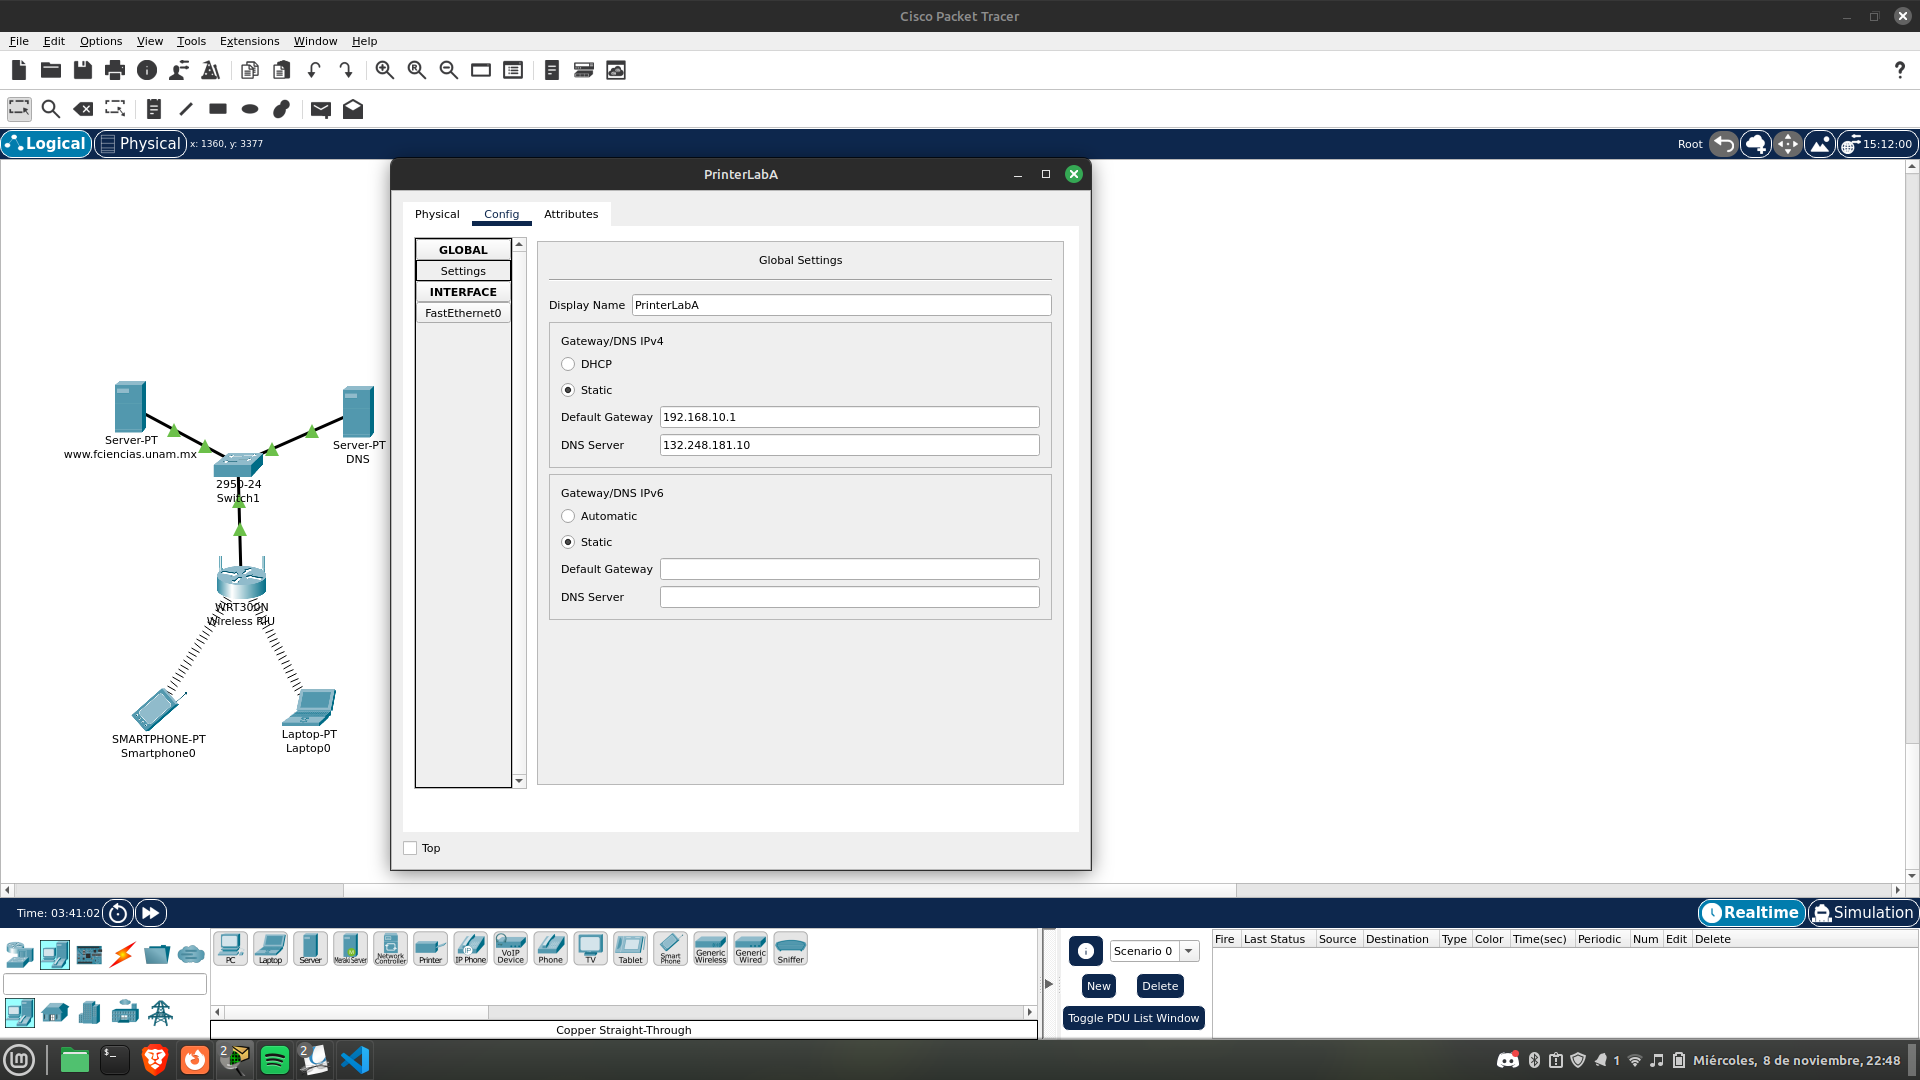 Cisco Packet Tracer
File Edit Options View Tools Extensions Window Help
?
Logical Physical x: 1360, y: 3377 Root 15:12:00
PrinterLabA
Physical Config Attributes
GLOBAL
Settings
INTERFACE
FastEthernet0
Global Settings
Display Name PrinterLabA
Gateway/DNS IPv4
DHCP
Static
Default Gateway 192.168.10.1
DNS Server 132.248.181.10
Gateway/DNS IPv6
Automatic
Static
Default Gateway
DNS Server
Top
Server-PT
www.fciencias.unam.mx
Server-PT
DNS
2950-24
Switch1
WRT300N
Wireless RIU
SMARTPHONE-PT
Smartphone0
Laptop-PT
Laptop0
Time: 03:41:02 Realtime Simulation
PC Laptop Server Meraki Server Network Controller Printer IP Phone VoIP Device Phone TV Tablet Smart Phone Generic Wireless Generic Wired Sniffer
Copper Straight-Through
Scenario 0
New Delete
Toggle PDU List Window
Fire Last Status Source Destination Type Color Time(sec) Periodic Num Edit Delete
2 2 1 Miércoles, 8 de noviembre, 22:48